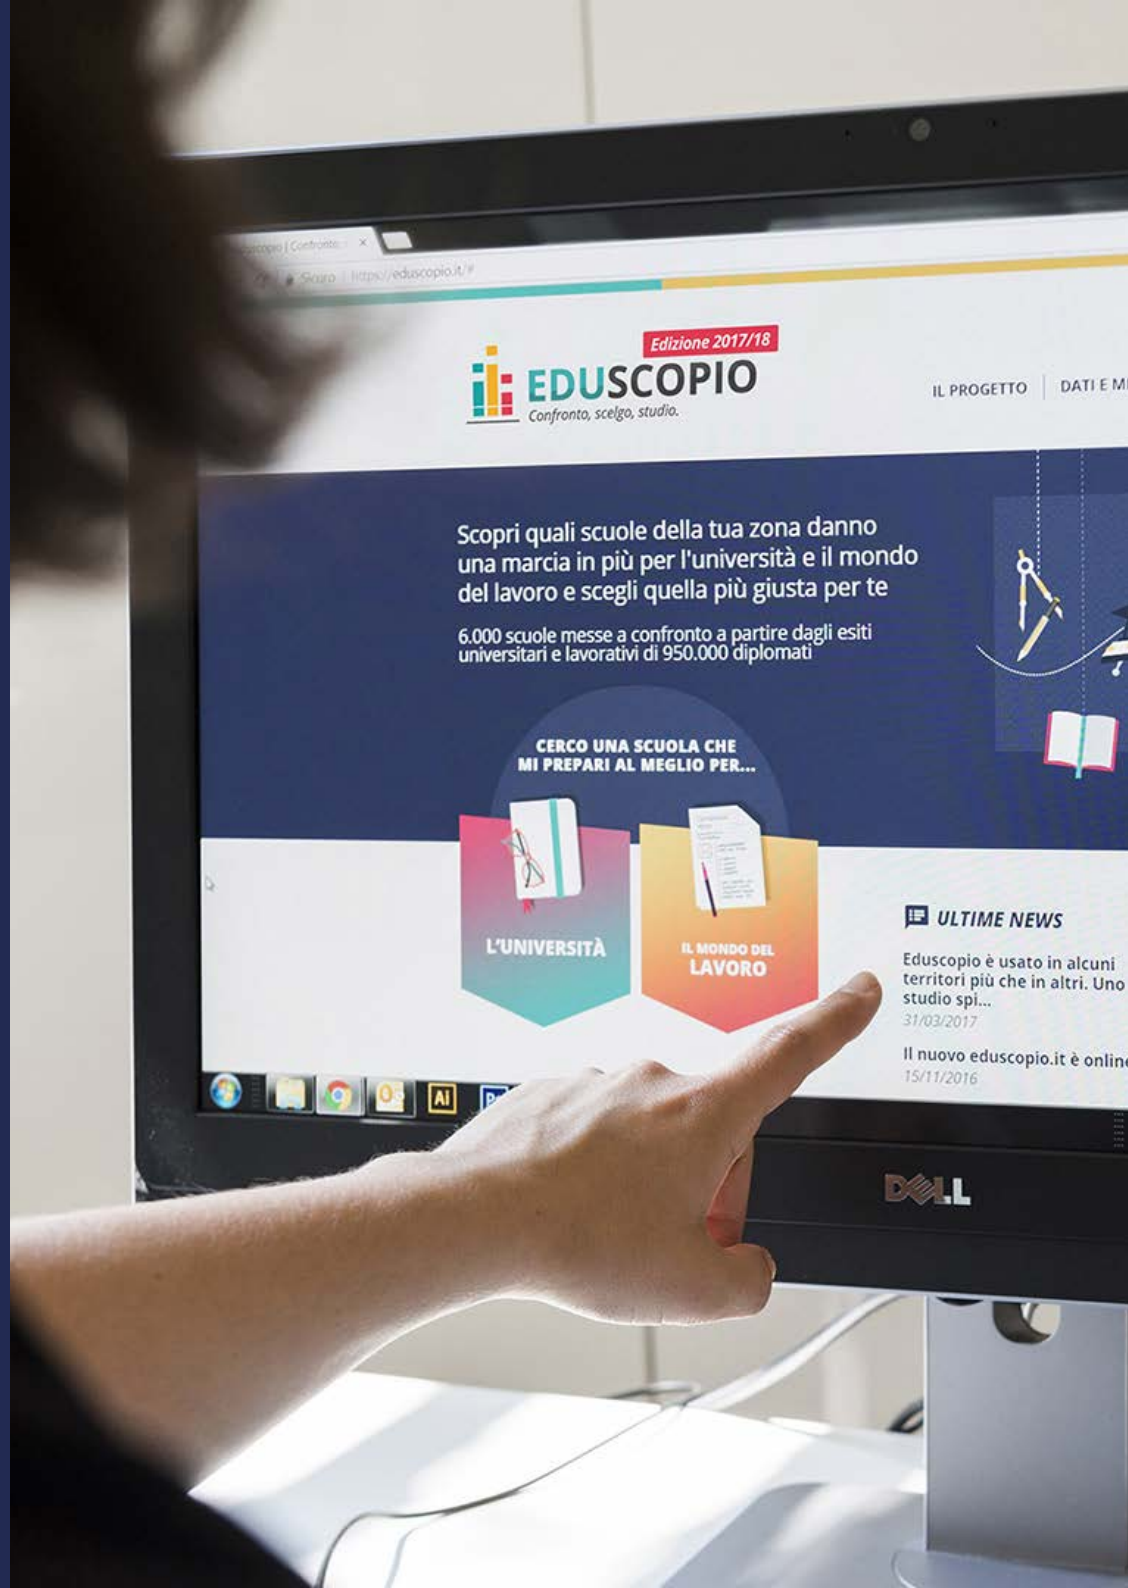 | Confronto
Sicuro | https://eduscopio.it/#
Edizione 2017/18
EDUSCOPIO
Confronto, scelgo, studio.
IL PROGETTO
DATI E M
Scopri quali scuole della tua zona danno
una marcia in più per l'università e il mondo
del lavoro e scegli quella più giusta per te
6.000 scuole messe a confronto a partire dagli esiti
universitari e lavorativi di 950.000 diplomati
CERCO UNA SCUOLA CHE
MI PREPARI AL MEGLIO PER...
L'UNIVERSITÀ
IL MONDO DEL
LAVORO
ULTIME NEWS
Eduscopio è usato in alcuni
territori più che in altri. Uno
studio spi...
31/03/2017
Il nuovo eduscopio.it è online
15/11/2016
Ai
DELL